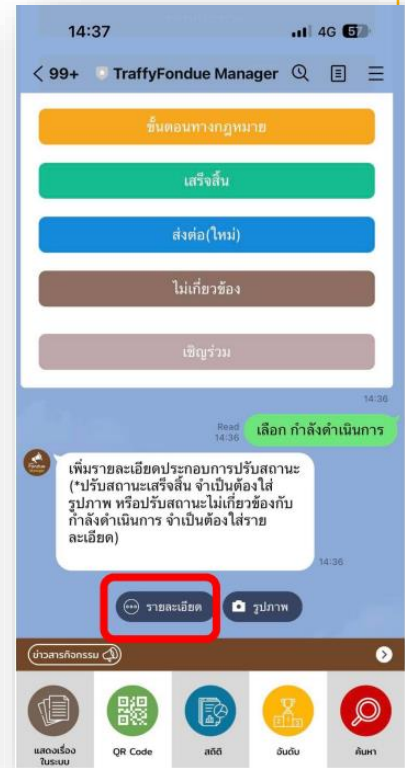 14:37
4G 57
99+ TraffyFondue Manager
ขั้นตอนทางกฎหมาย
เสร็จสิ้น
ส่งต่อ(ใหม่)
ไม่เกี่ยวข้อง
เชิญร่วม
14:36
Read
14:36
เลือก กำลังดำเนินการ
เพิ่มรายละเอียดประกอบการปรับสถานะ
(*ปรับสถานะเสร็จสิ้น จำเป็นต้องใส่
รูปภาพ หรือปรับสถานะไม่เกี่ยวข้องกับ
กำลังดำเนินการ จำเป็นต้องใส่ราย
ละเอียด)
14:36
รายละเอียด
รูปภาพ
ข่าวสารกิจกรรม
แสดงเรื่อง
ในระบบ
QR Code
สถิติ
อันดับ
ค้นหา